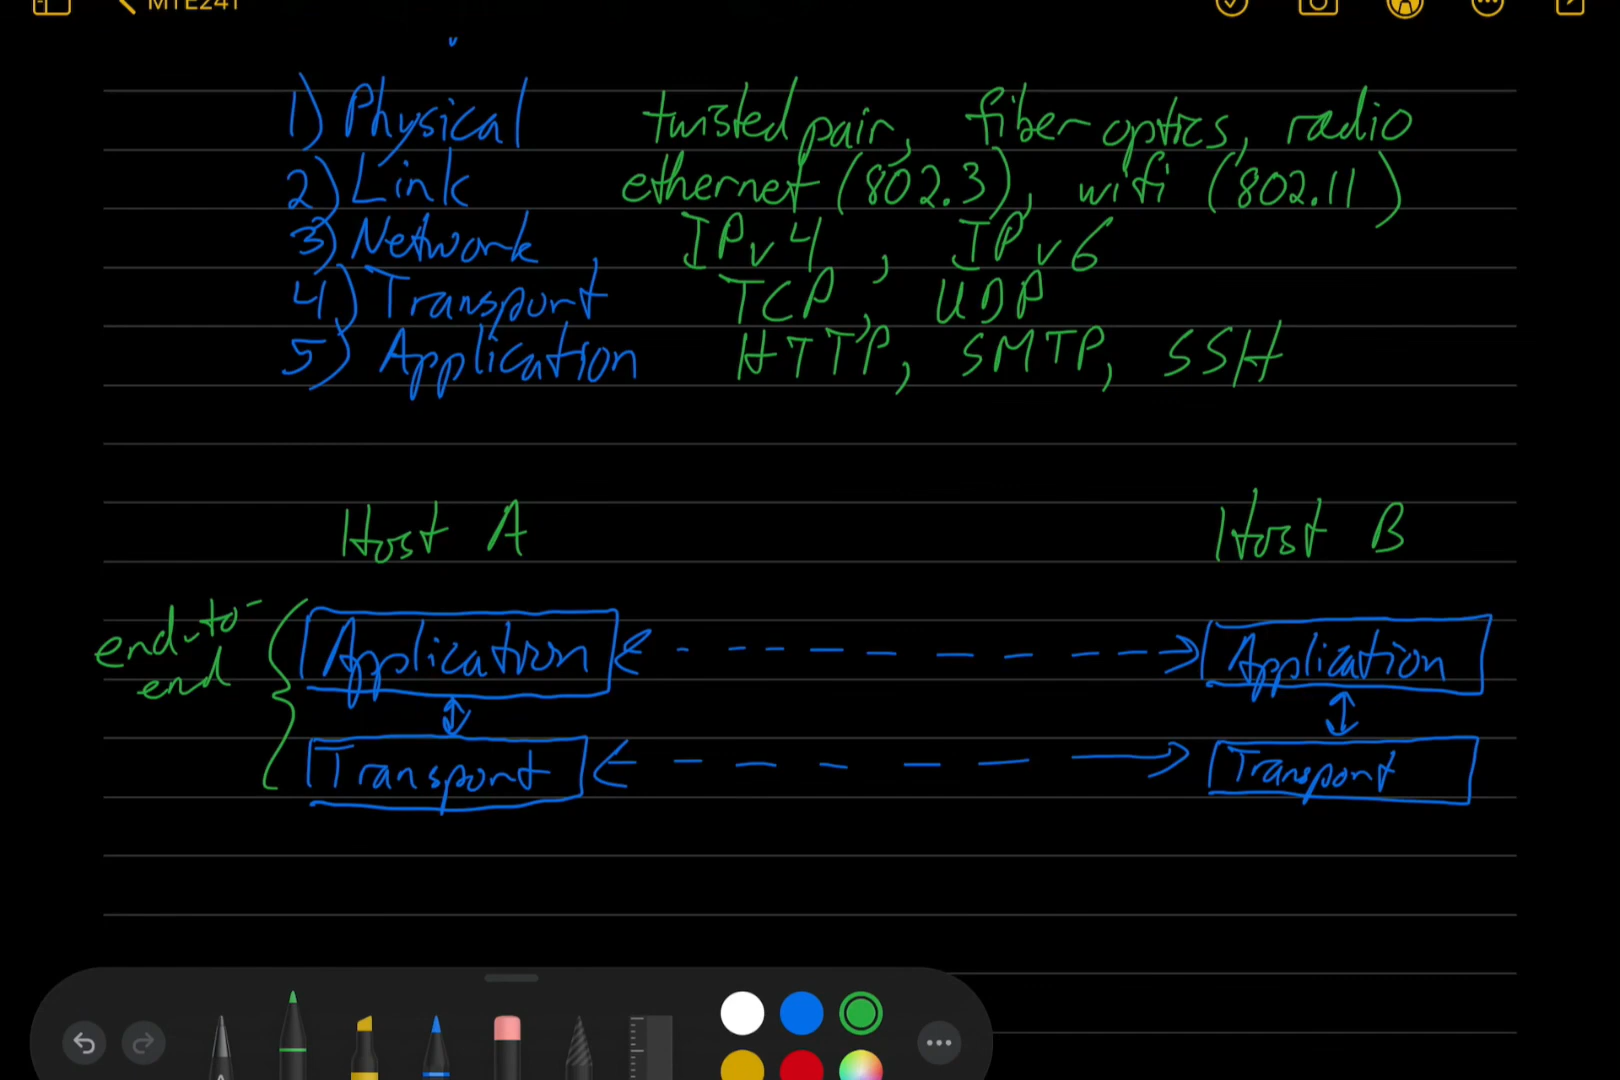 MTE241
1) Physical twisted pair, fiber optics, radio
2) Link ethernet (802.3), wifi (802.11)
3) Network IPv4, IPv6
4) Transport TCP, UDP
5) Application HTTP, SMTP, SSH
Host A Host B
end-to-
end
Application Application
Transport Transport